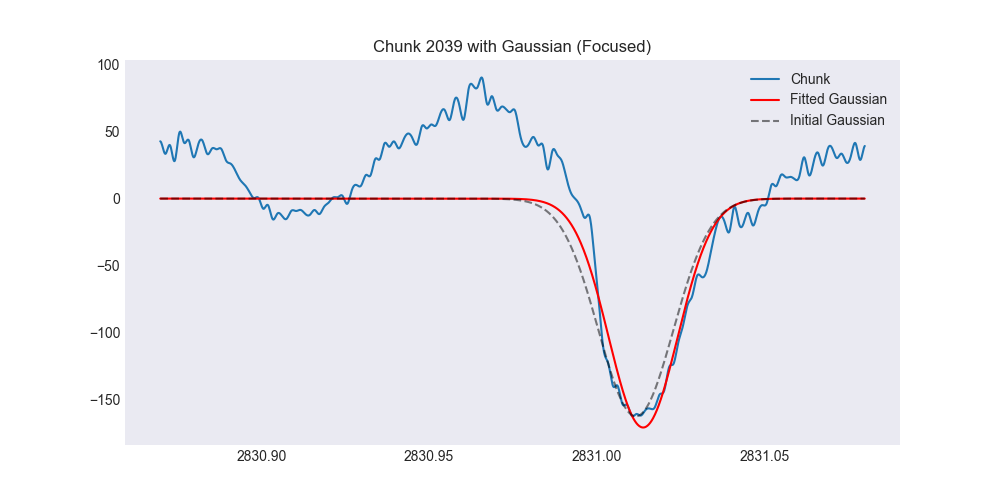 Chunk 2039 with Gaussian (Focused)
Chunk
Fitted Gaussian
Initial Gaussian
100
50
0
−50
−100
−150
2830.90 2830.95 2831.00 2831.05